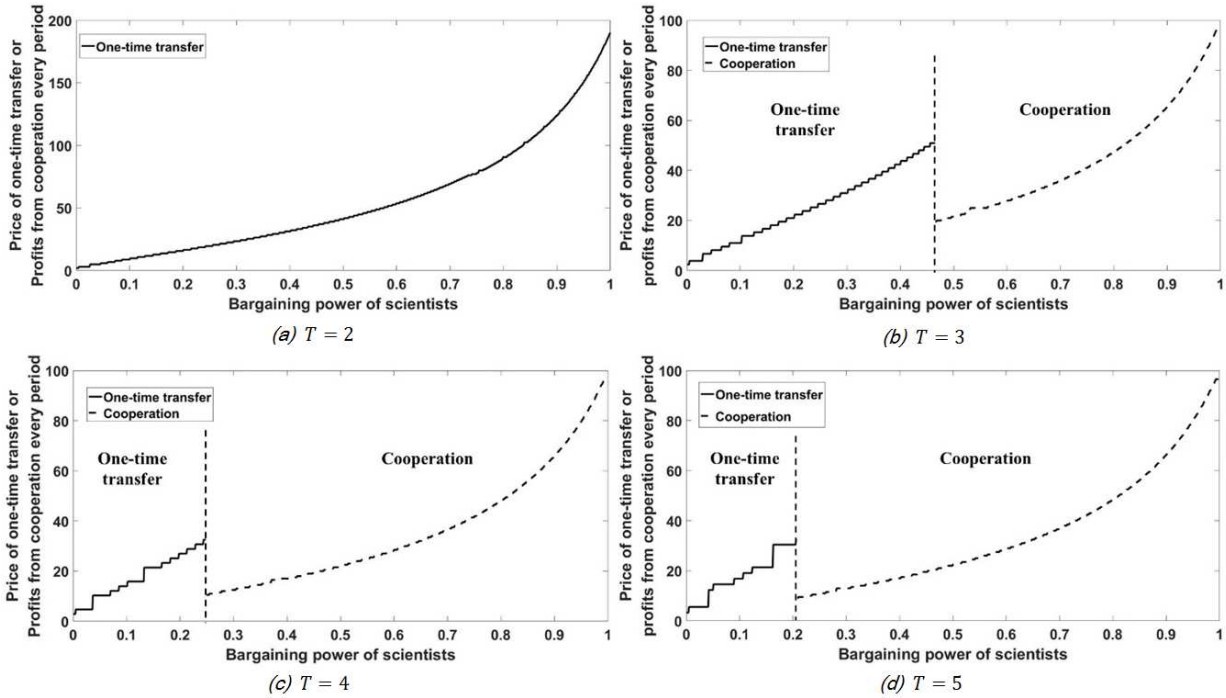 Price of one-time transfer or
Profits from cooperation every period
200
150
100
50
0
One-time transfer
0 0.1 0.2 0.3 0.4 0.5 0.6 0.7 0.8 0.9 1
Bargaining power of scientists
(a) T = 2
Price of one-time transfer or
profits from cooperation every period
100
80
60
40
20
0
One-time transfer
Cooperation
One-time
transfer
Cooperation
0 0.1 0.2 0.3 0.4 0.5 0.6 0.7 0.8 0.9 1
Bargaining power of scientists
(b) T = 3
Price of one-time transfer or
Profits from cooperation every period
100
80
60
40
20
0
One-time transfer
Cooperation
One-time
transfer
Cooperation
0 0.1 0.2 0.3 0.4 0.5 0.6 0.7 0.8 0.9 1
Bargaining power of scientists
(c) T = 4
Price of one-time transfer or
profits from cooperation every period
100
80
60
40
20
0
One-time transfer
Cooperation
One-time
transfer
Cooperation
0 0.1 0.2 0.3 0.4 0.5 0.6 0.7 0.8 0.9 1
Bargaining power of scientists
(d) T = 5